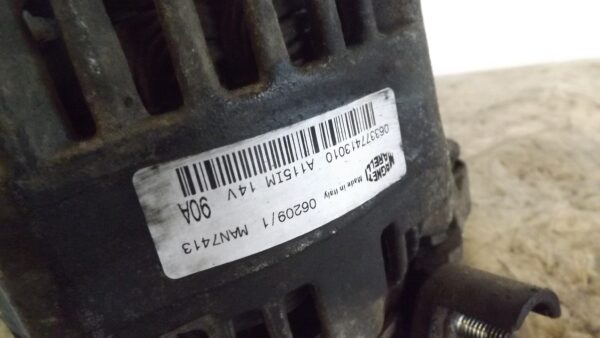 MAGNETI
MARELLI
Made in Italy
063377413010 A115IM 14V 90A
06209/1 MAN7413